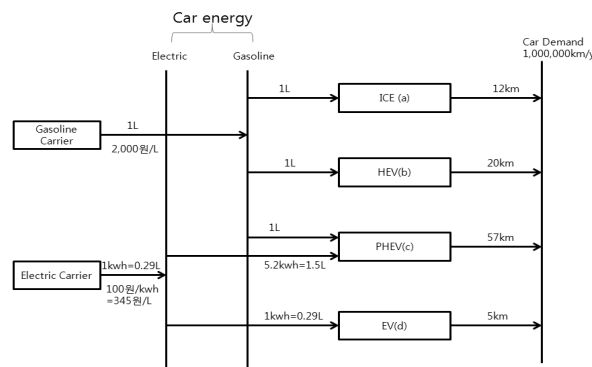 Car energy
Car Demand
1,000,000km/y
Electric
Gasoline
1L
ICE (a)
12km
Gasoline
Carrier
1L
2,000원/L
1L
HEV(b)
20km
1L
PHEV(c)
57km
5.2kwh=1.5L
Electric Carrier
1kwh=0.29L
100원/kwh
=345원/L
1kwh=0.29L
EV(d)
5km